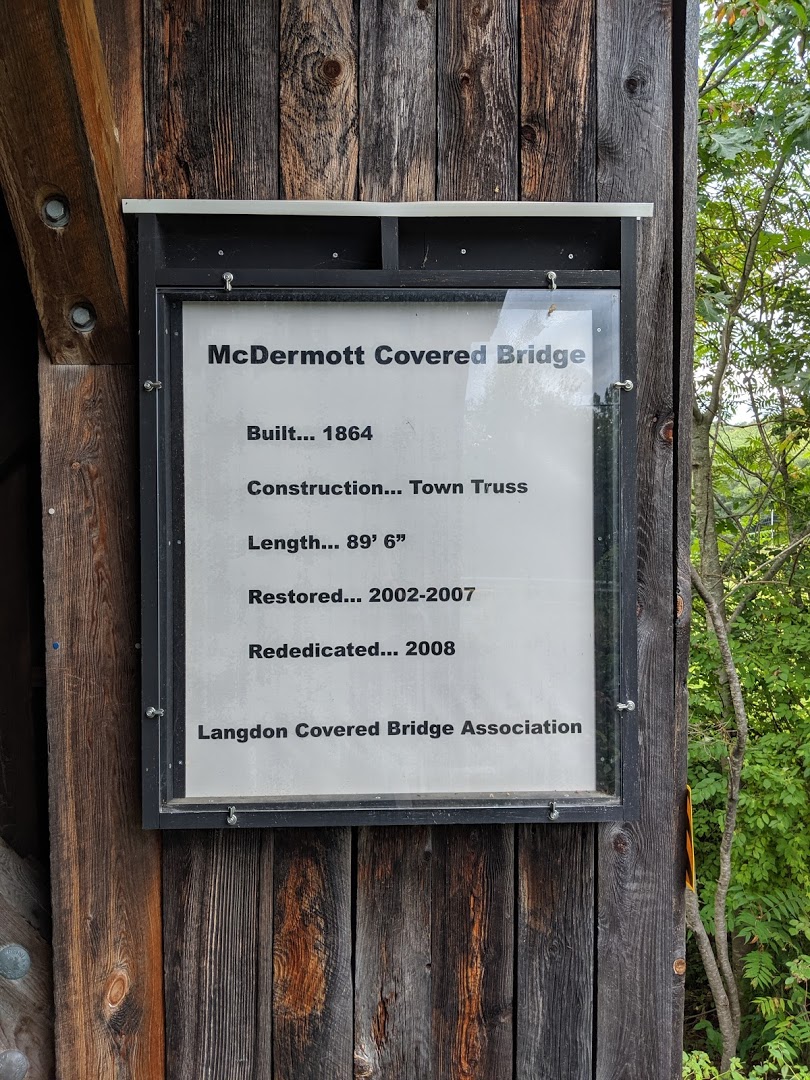 McDermott Covered Bridge
Built... 1864
Construction... Town Truss
Length... 89' 6”
Restored... 2002-2007
Rededicated... 2008
Langdon Covered Bridge Association